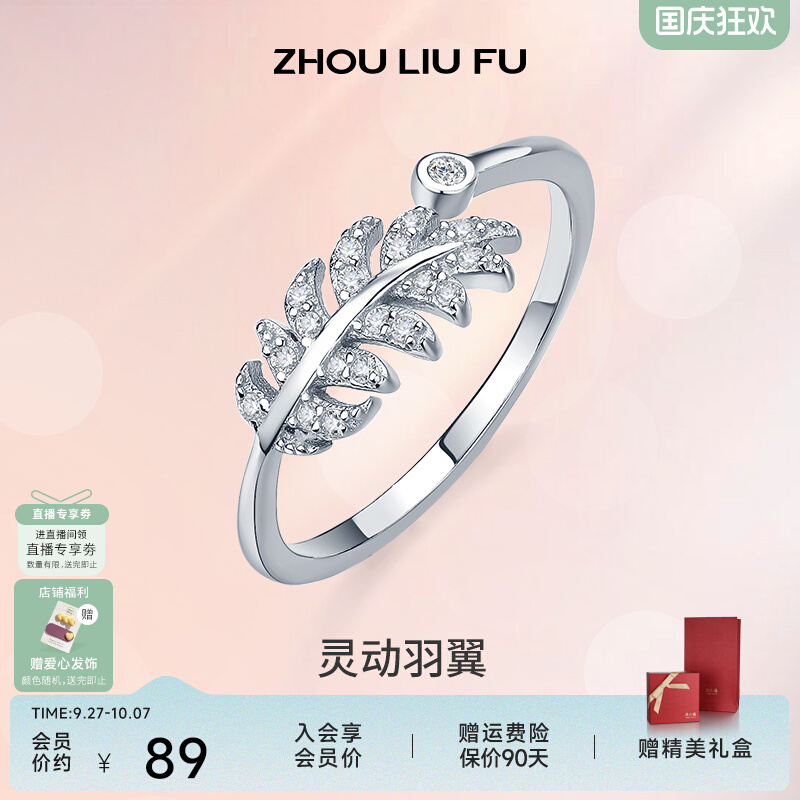 国庆狂欢
ZHOU LIU FU
直播专享券
进直播间领
直播专享券
数量有限,送完即止
店铺福利
赠
赠爱心发饰
颜色随机,送完即止
灵动羽翼
TIME:9.27-10.07
会员
价约 ¥ 89
入会享
会员价
赠运费险
保价90天
赠精美礼盒